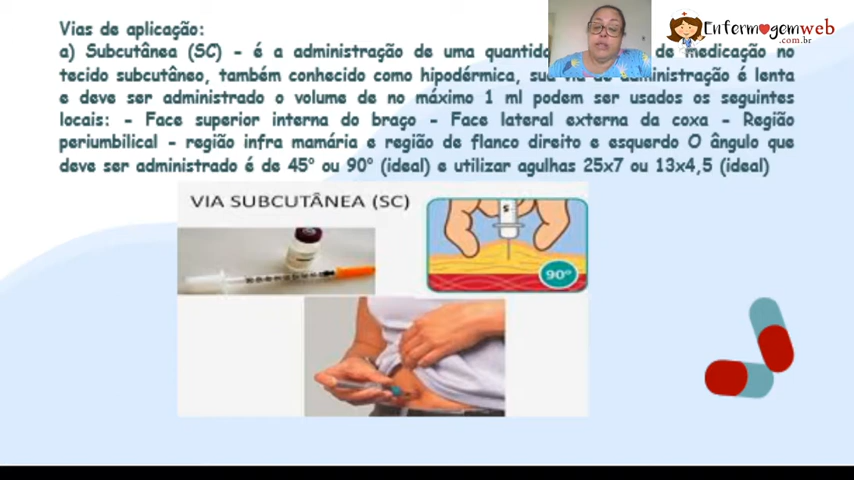 Vias de aplicação:
a) Subcutânea (SC) - é a administração de uma de medicação no
tecido subcutâneo, também conhecido como hipodérmica, administração é lenta
e deve ser administrado o volume de no máximo 1 ml podem ser usados os seguintes
locais: - Face superior interna do braço - Face lateral externa da coxa - Região
periumbilical - região infra mamária e região de flanco direito e esquerdo O ângulo que
deve ser administrado é de 45° ou 90° (ideal) e utilizar agulhas 25x7 ou 13x4,5 (ideal)
Enfermagemweb
.com.br
VIA SUBCUTÂNEA (SC)
90°